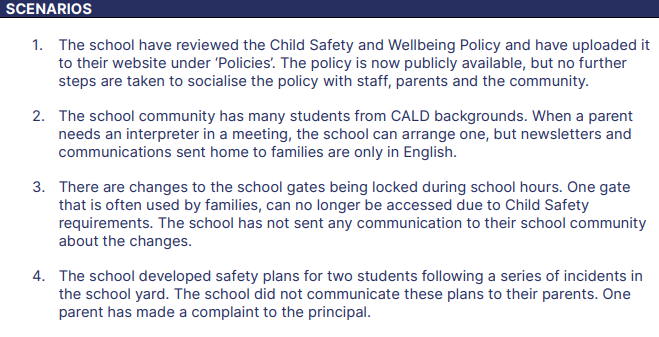 SCENARIOS
1. The school have reviewed the Child Safety and Wellbeing Policy and have uploaded it
to their website under ‘Policies’. The policy is now publicly available, but no further
steps are taken to socialise the policy with staff, parents and the community.
2. The school community has many students from CALD backgrounds. When a parent
needs an interpreter in a meeting, the school can arrange one, but newsletters and
communications sent home to families are only in English.
3. There are changes to the school gates being locked during school hours. One gate
that is often used by families, can no longer be accessed due to Child Safety
requirements. The school has not sent any communication to their school community
about the changes.
4. The school developed safety plans for two students following a series of incidents in
the school yard. The school did not communicate these plans to their parents. One
parent has made a complaint to the principal.